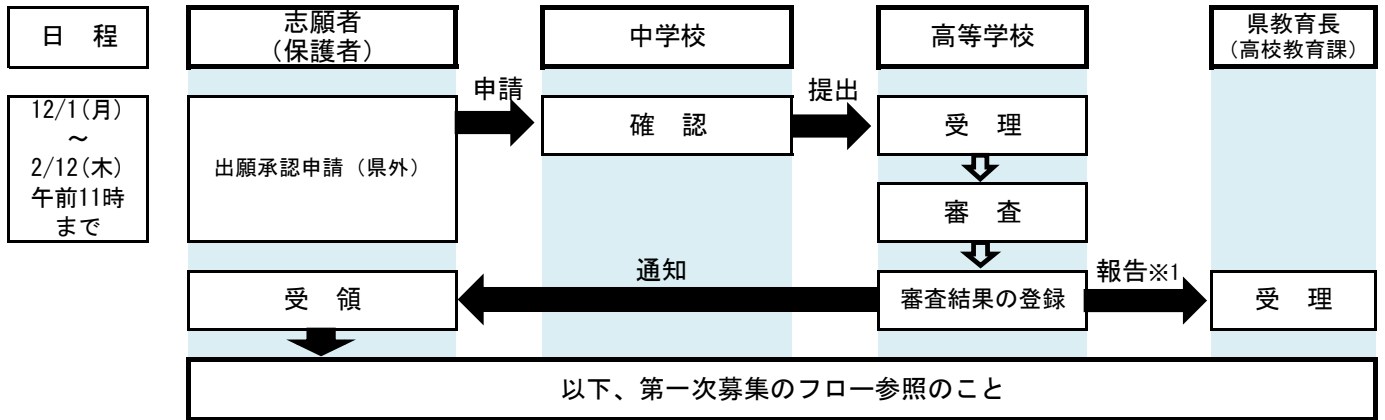 日　程
志願者
（保護者）
中学校
高等学校
県教育長
（高校教育課）
12/1(月)
～
2/12(木)
午前11時
まで
出願承認申請（県外）
申請
確　認
提出
受　理
審　査
通知
審査結果の登録
報告※1
受　領
受　理
以下、第一次募集のフロー参照のこと